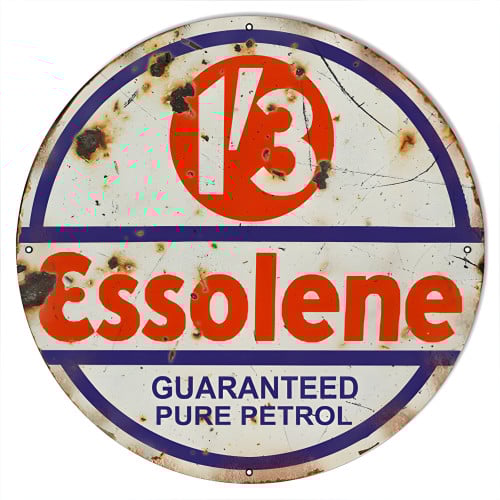 1'3
Essolene
GUARANTEED
PURE PETROL